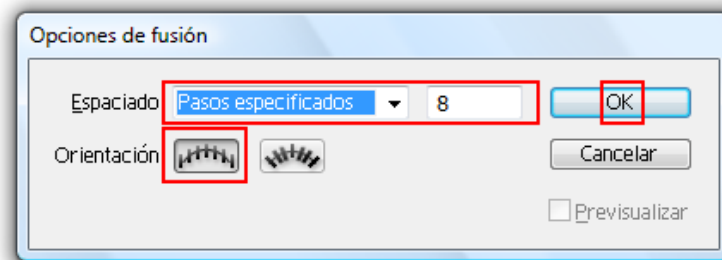 Opciones de fusión
Espaciado Pasos especificados 8 OK
Orientación Cancelar
Previsualizar